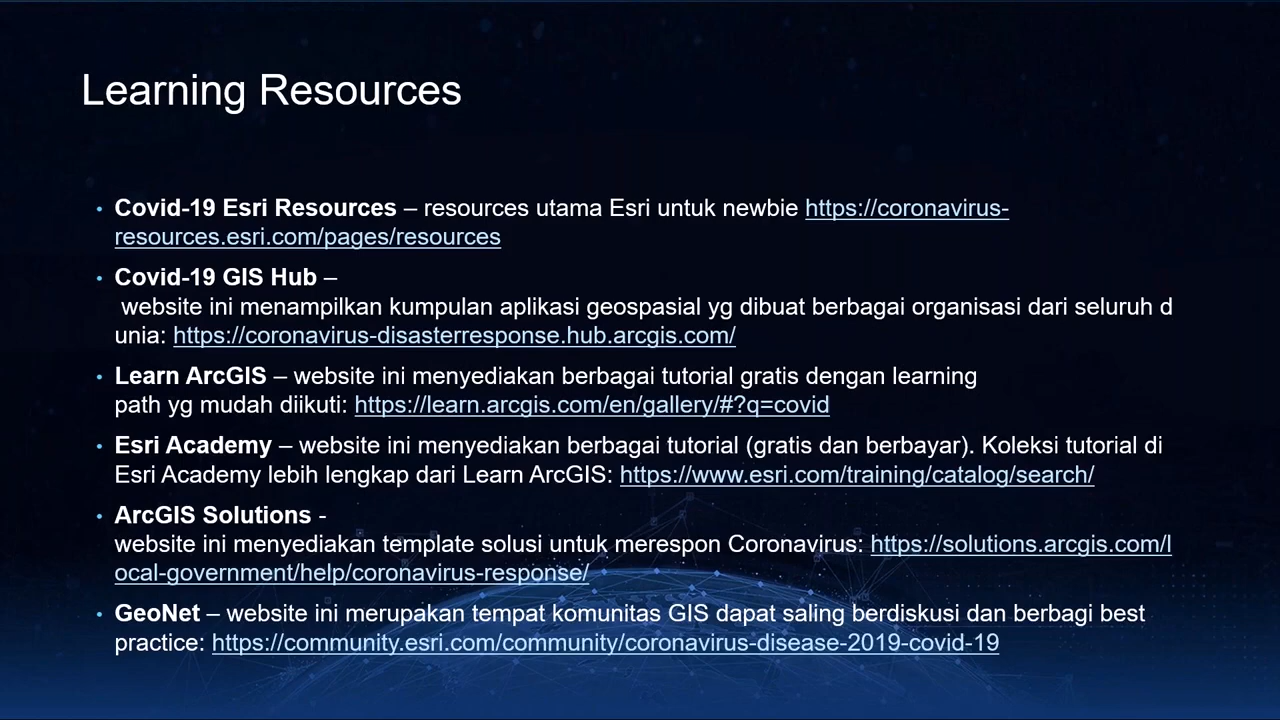 Learning Resources
• Covid-19 Esri Resources – resources utama Esri untuk newbie https://coronavirus-
resources.esri.com/pages/resources
• Covid-19 GIS Hub –
website ini menampilkan kumpulan aplikasi geospasial yg dibuat berbagai organisasi dari seluruh d
unia: https://coronavirus-disasterresponse.hub.arcgis.com/
• Learn ArcGIS – website ini menyediakan berbagai tutorial gratis dengan learning
path yg mudah diikuti: https://learn.arcgis.com/en/gallery/#?q=covid
• Esri Academy – website ini menyediakan berbagai tutorial (gratis dan berbayar). Koleksi tutorial di
Esri Academy lebih lengkap dari Learn ArcGIS: https://www.esri.com/training/catalog/search/
• ArcGIS Solutions -
website ini menyediakan template solusi untuk merespon Coronavirus: https://solutions.arcgis.com/l
ocal-government/help/coronavirus-response/
• GeoNet – website ini merupakan tempat komunitas GIS dapat saling berdiskusi dan berbagi best
practice: https://community.esri.com/community/coronavirus-disease-2019-covid-19